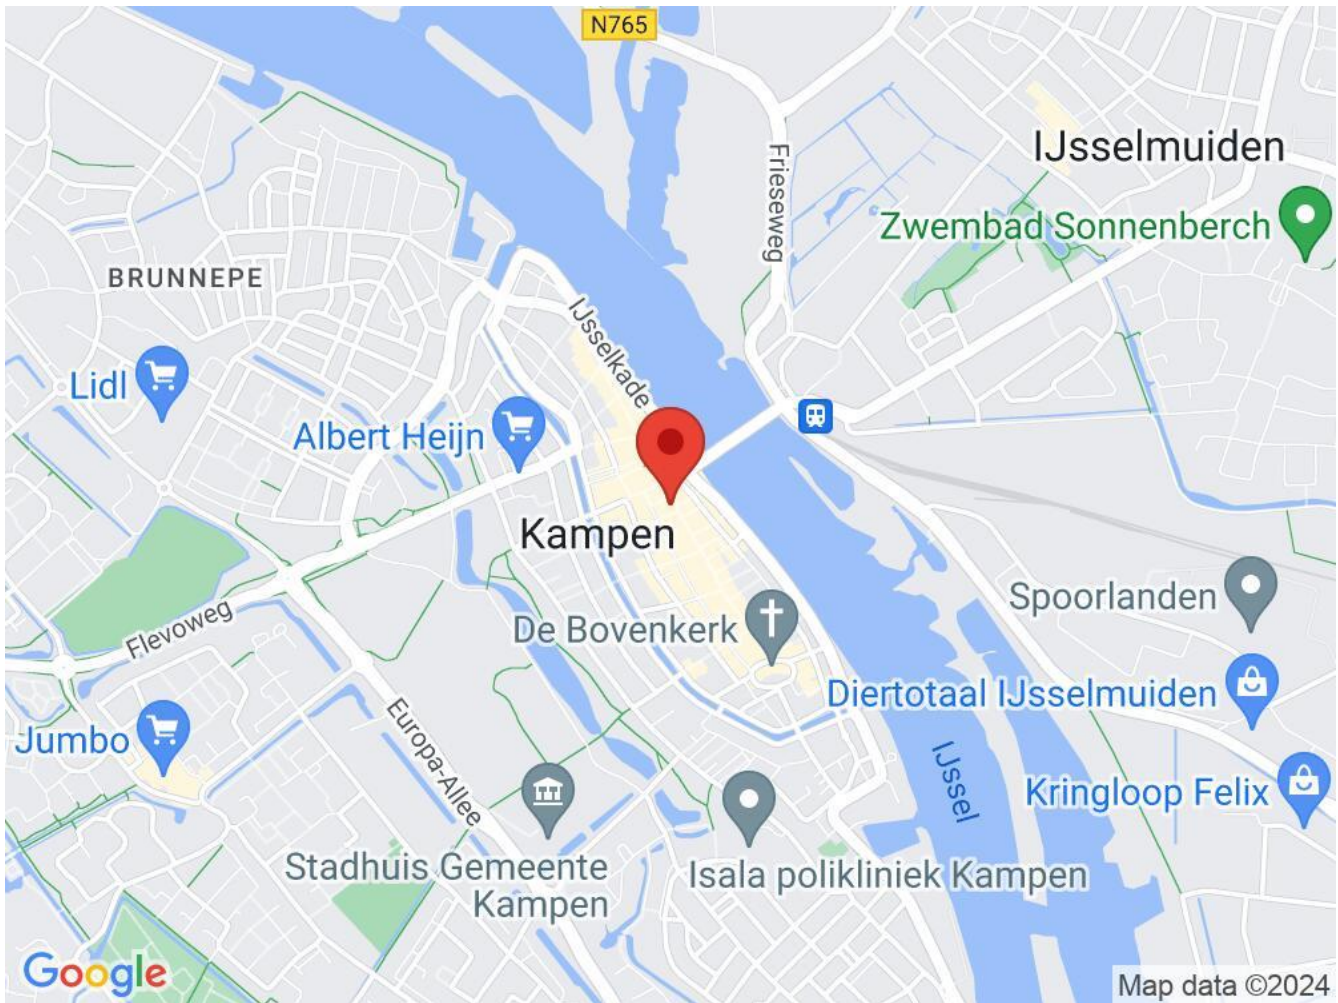 N765
IJsselmuiden
Frieseweg
Zwembad Sonnenberch
BRUNNEPE
IJsselkade
Lidl
Albert Heijn
Kampen
Spoorlanden
Flevoweg
De Bovenkerk
Diertotaal IJsselmuiden
Jumbo
Europa-Allee
IJssel
Kringloop Felix
Stadhuis Gemeente
Kampen
Isala polikliniek Kampen
Google
Map data ©2024